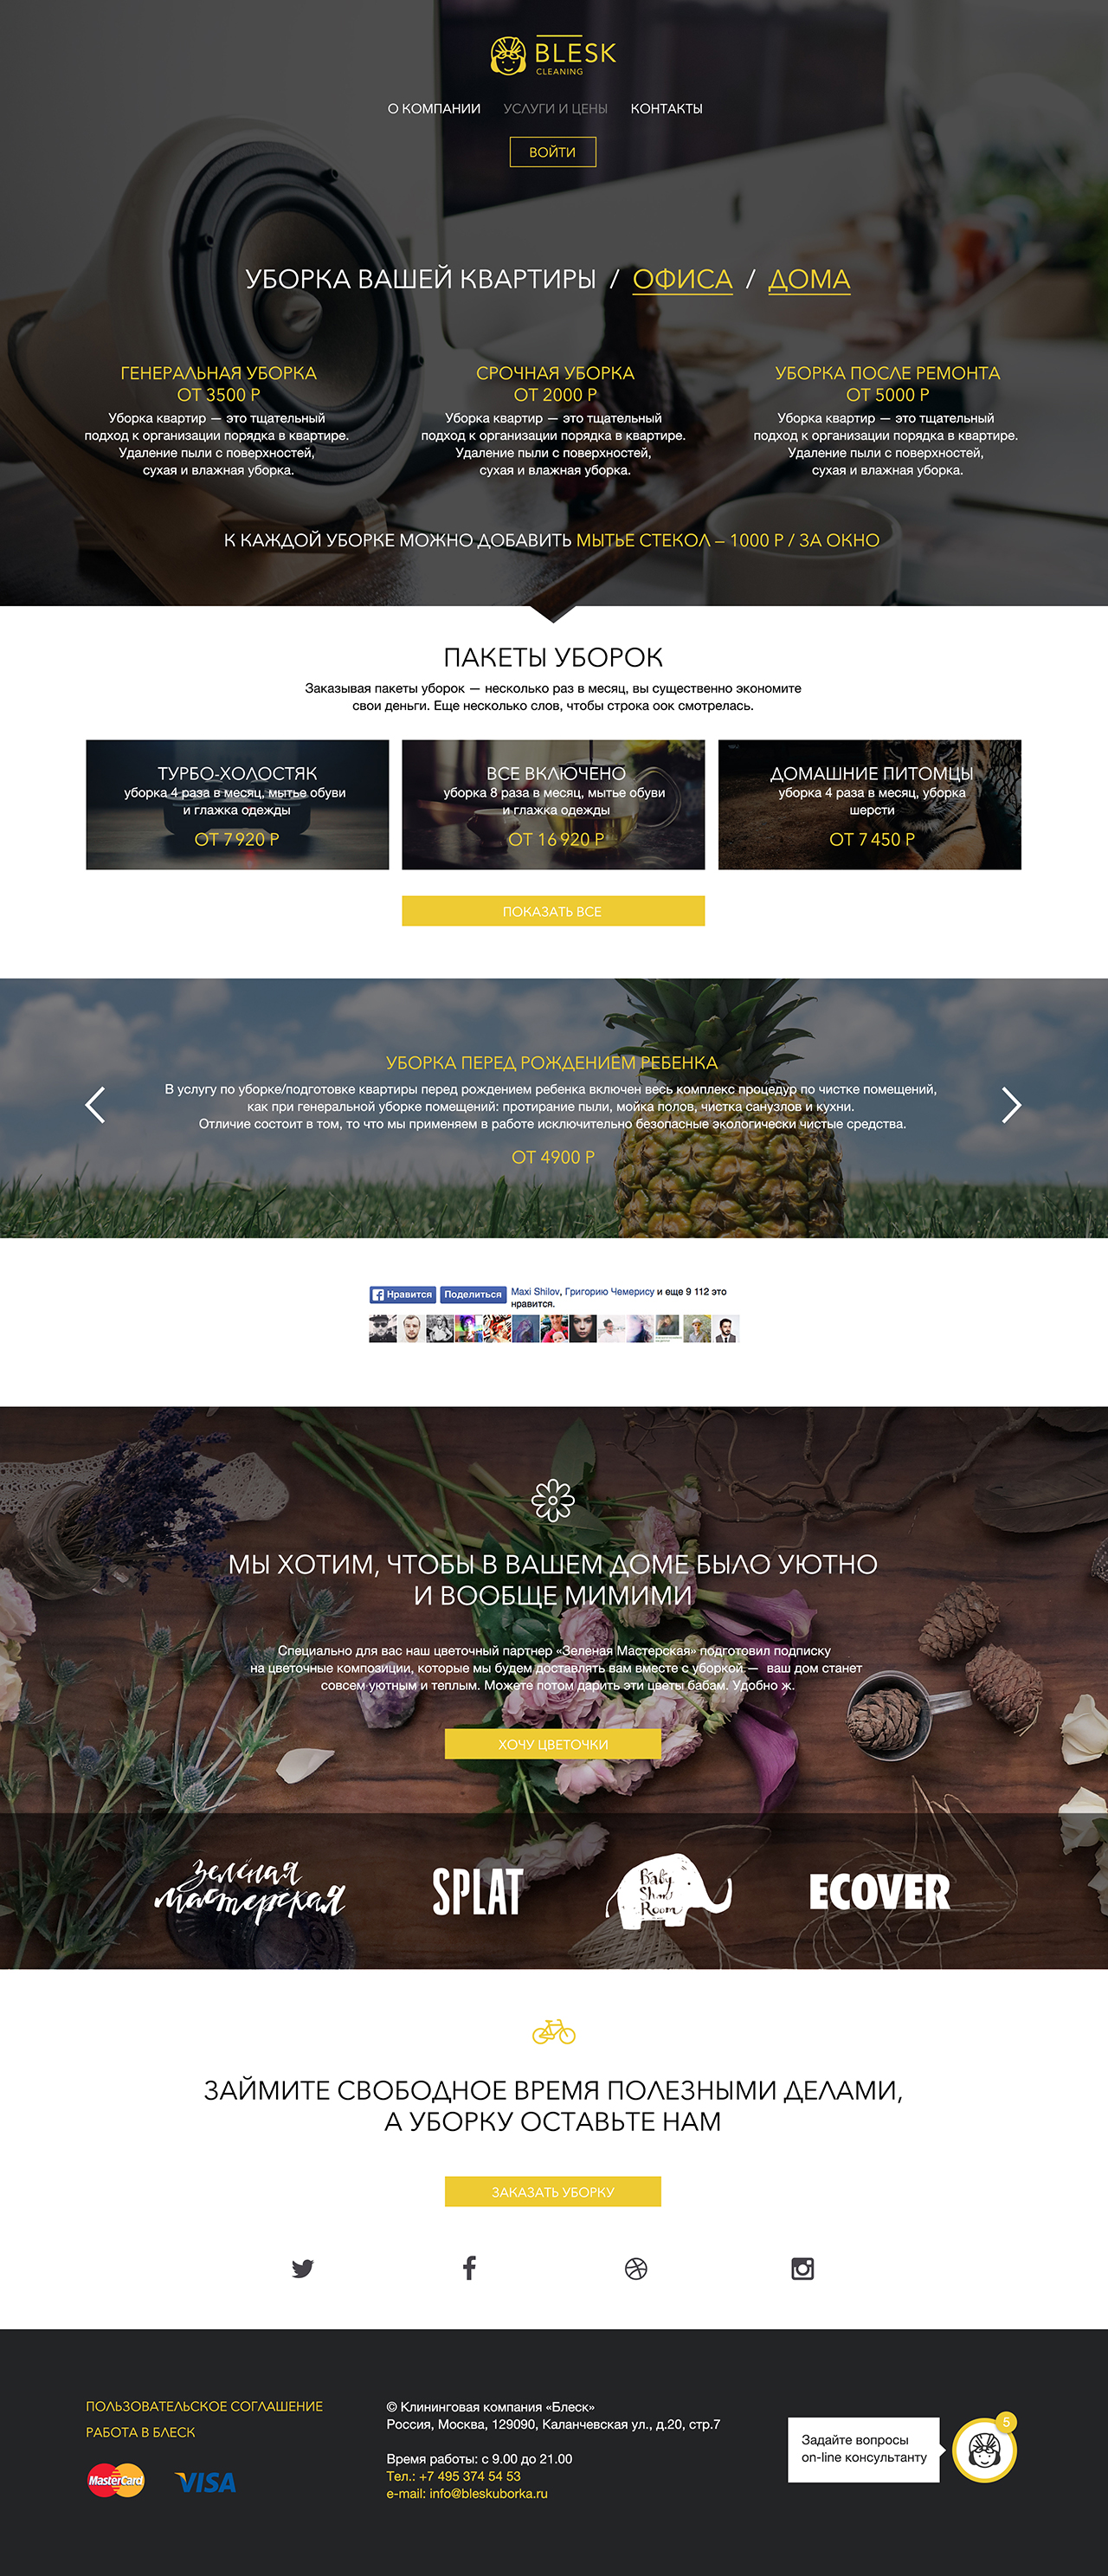 BLESK
CLEANING
О КОМПАНИИ УСЛУГИ И ЦЕНЫ КОНТАКТЫ
ВОЙТИ
УБОРКА ВАШЕЙ КВАРТИРЫ / ОФИСА / ДОМА
ГЕНЕРАЛЬНАЯ УБОРКА
ОТ 3500 Р
Уборка квартир — это тщательный
подход к организации порядка в квартире.
Удаление пыли с поверхностей,
сухая и влажная уборка.
СРОЧНАЯ УБОРКА
ОТ 2000 Р
Уборка квартир — это тщательный
подход к организации порядка в квартире.
Удаление пыли с поверхностей,
сухая и влажная уборка.
УБОРКА ПОСЛЕ РЕМОНТА
ОТ 5000 Р
Уборка квартир — это тщательный
подход к организации порядка в квартире.
Удаление пыли с поверхностей,
сухая и влажная уборка.
К КАЖДОЙ УБОРКЕ МОЖНО ДОБАВИТЬ МЫТЬЕ СТЕКОЛ – 1000 Р / ЗА ОКНО
ПАКЕТЫ УБОРОК
Заказывая пакеты уборок — несколько раз в месяц, вы существенно экономите
свои деньги. Еще несколько слов, чтобы строка оок смотрелась.
ТУРБО-ХОЛОСТЯК
уборка 4 раза в месяц, мытье обуви
и глажка одежды
ОТ 7 920 Р
ВСЕ ВКЛЮЧЕНО
уборка 8 раза в месяц, мытье обуви
и глажка одежды
ОТ 16 920 Р
ДОМАШНИЕ ПИТОМЦЫ
уборка 4 раза в месяц, уборка
шерсти
ОТ 7 450 Р
ПОКАЗАТЬ ВСЕ
УБОРКА ПЕРЕД РОЖДЕНИЕМ РЕБЕНКА
В услугу по уборке/подготовке квартиры перед рождением ребенка включен весь комплекс процедур по чистке помещений,
как при генеральной уборке помещений: протирание пыли, мойка полов, чистка санузлов и кухни.
Отличие состоит в том, то что мы применяем в работе исключительно безопасные экологически чистые средства.
ОТ 4900 Р
Нравится Поделиться Maxi Shilov, Григорию Чемерису и еще 9 112 это
нравится.
МЫ ХОТИМ, ЧТОБЫ В ВАШЕМ ДОМЕ БЫЛО УЮТНО
И ВООБЩЕ МИМИМИ
Специально для вас наш цветочный партнер «Зеленая Мастерская» подготовил подписку
на цветочные композиции, которые мы будем доставлять вам вместе с уборкой — ваш дом станет
совсем уютным и теплым. Можете потом дарить эти цветы бабам. Удобно ж.
ХОЧУ ЦВЕТОЧКИ
зелёная
мастерская
SPLAT
Baby
Show
Room
ECOVER
ЗАЙМИТЕ СВОБОДНОЕ ВРЕМЯ ПОЛЕЗНЫМИ ДЕЛАМИ,
А УБОРКУ ОСТАВЬТЕ НАМ
ЗАКАЗАТЬ УБОРКУ
ПОЛЬЗОВАТЕЛЬСКОЕ СОГЛАШЕНИЕ
РАБОТА В БЛЕСК
MasterCard VISA
© Клининговая компания «Блеск»
Россия, Москва, 129090, Каланчевская ул., д.20, стр.7
Время работы: с 9.00 до 21.00
Тел.: +7 495 374 54 53
e-mail: info@bleskuborka.ru
Задайте вопросы
on-line консультанту
5